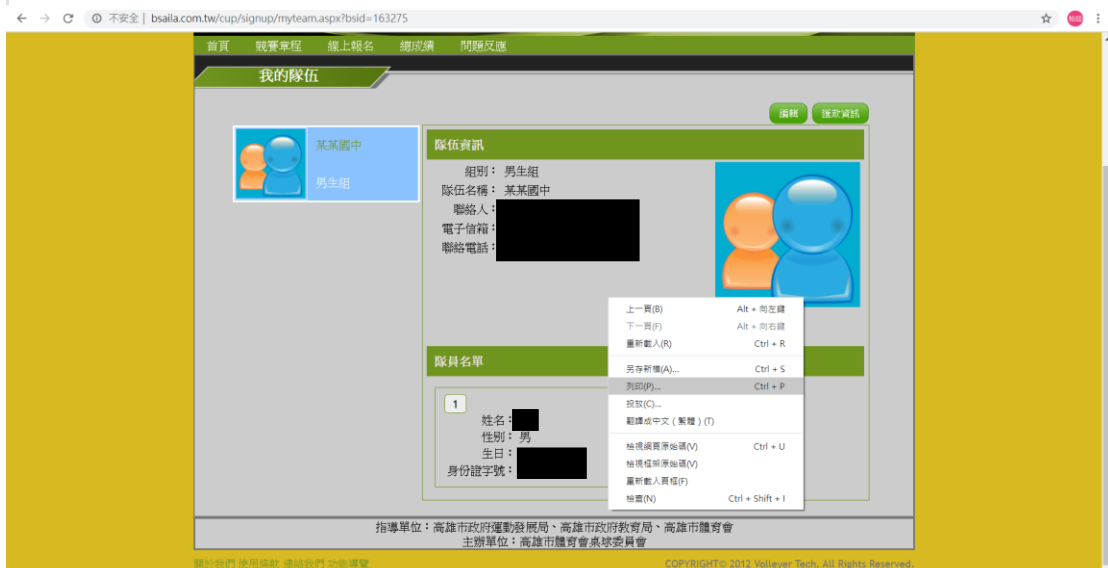 不安全 | bsaila.com.tw/cup/signup/myteam.aspx?bsid=163275
首頁 競賽章程 線上報名 總成績 問題反應
我的隊伍
編輯 匯款資訊
某某國中
男生組
隊伍資訊
組別： 男生組
隊伍名稱： 某某國中
聯絡人：
電子信箱：
聯絡電話：
隊員名單
1
姓名：
性別： 男
生日：
身份證字號：
上一頁(B) Alt + 向左鍵
下一頁(F) Alt + 向右鍵
重新載入(R) Ctrl + R
另存新檔(A)... Ctrl + S
列印(P)... Ctrl + P
投放(C)...
翻譯成中文（繁體）(T)
檢視網頁原始碼(V) Ctrl + U
檢視框架原始碼(V)
重新載入頁框(F)
檢查(N) Ctrl + Shift + I
指導單位：高雄市政府運動發展局、高雄市政府教育局、高雄市體育會
主辦單位：高雄市體育會桌球委員會
關於我們 使用條款 連絡我們 功能導覽
COPYRIGHT© 2012 Vollever Tech. All Rights Reserved.